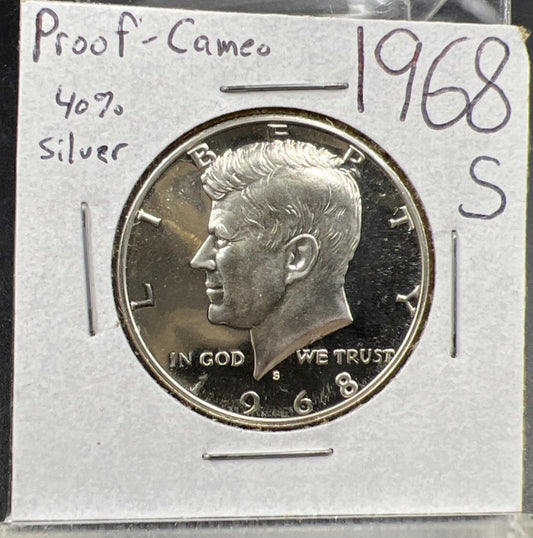 Proof-Cameo
40%
silver
1968
S
LIBERTY
IN GOD WE TRUST
S
1968